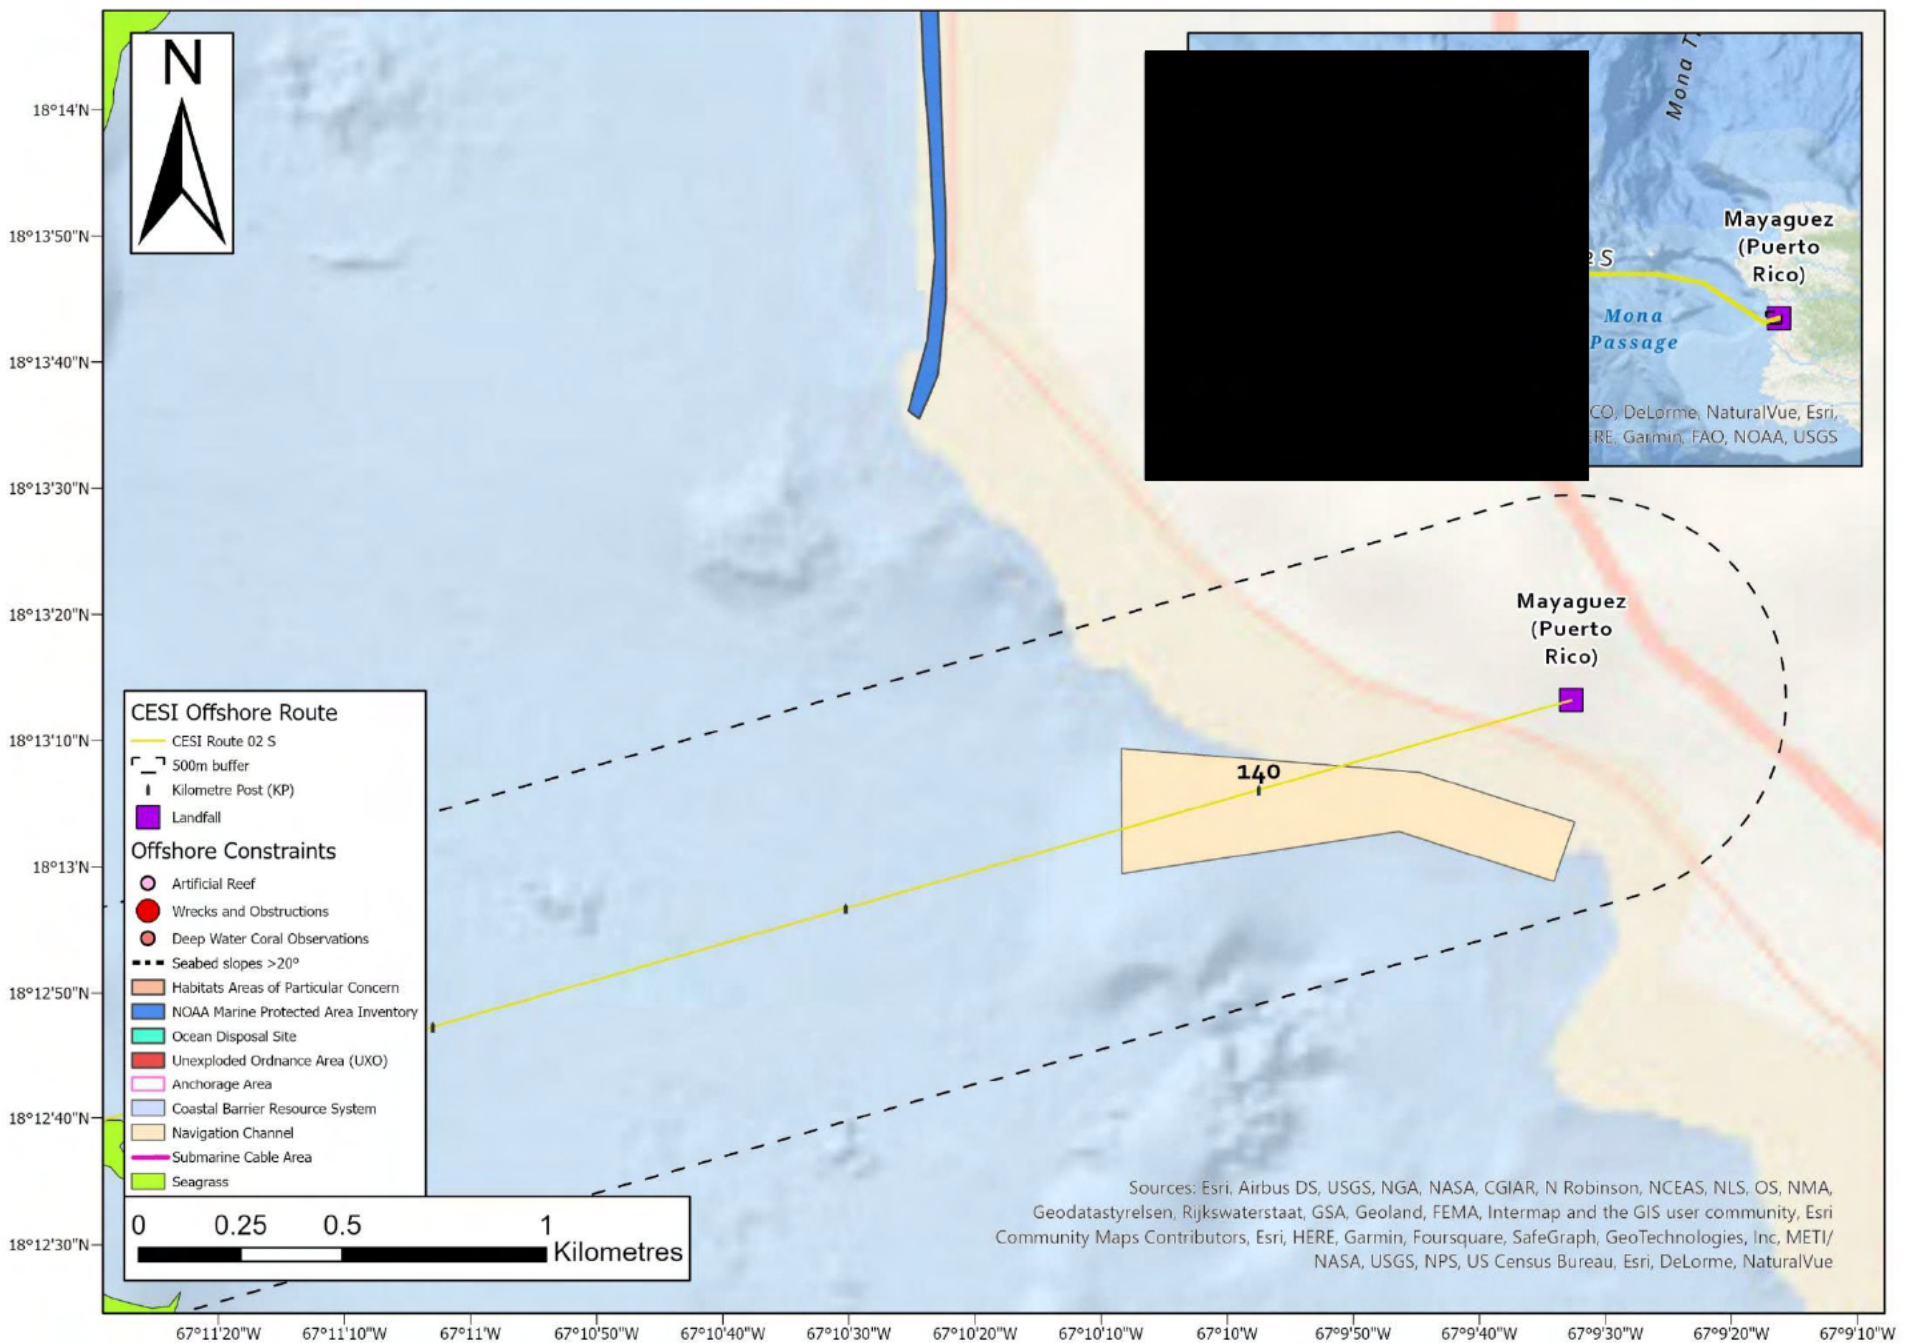 N
Mona
Mayaguez
(Puerto
Rico)
S
Mona
Passage
CO, DeLorme, NaturalVue, Esri,
Garmin, FAO, NOAA, USGS
18°14'N
18°13'50"N
18°13'40"N
18°13'30"N
18°13'20"N
18°13'10"N
18°13'N
18°12'50"N
18°12'40"N
18°12'30"N
Mayaguez
(Puerto
Rico)
140
CESI Offshore Route
CESI Route 02 S
500m buffer
Kilometre Post (KP)
Landfall
Offshore Constraints
Artificial Reef
Wrecks and Obstructions
Deep Water Coral Observations
Seabed slopes >20°
Habitats Areas of Particular Concern
NOAA Marine Protected Area Inventory
Ocean Disposal Site
Unexploded Ordnance Area (UXO)
Anchorage Area
Coastal Barrier Resource System
Navigation Channel
Submarine Cable Area
Seagrass
0 0.25 0.5 1
Kilometres
Sources: Esri, Airbus DS, USGS, NGA, NASA, CGIAR, N Robinson, NCEAS, NLS, OS, NMA,
Geodatastyrelsen, Rijkswaterstaat, GSA, Geoland, FEMA, Intermap and the GIS user community, Esri
Community Maps Contributors, Esri, HERE, Garmin, Foursquare, SafeGraph, GeoTechnologies, Inc, METI/
NASA, USGS, NPS, US Census Bureau, Esri, DeLorme, NaturalVue
67°11'20"W 67°11'10"W 67°11'W 67°10'50"W 67°10'40"W 67°10'30"W 67°10'20"W 67°10'10"W 67°10'W 67°9'50"W 67°9'40"W 67°9'30"W 67°9'20"W 67°9'10"W